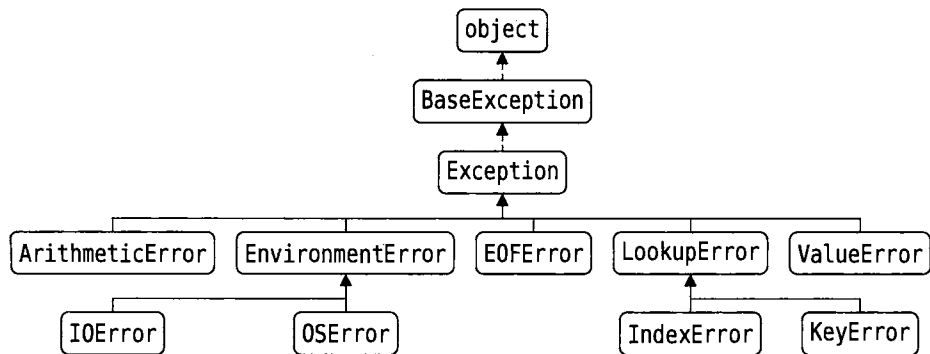 object
BaseException
Exception
ArithmeticError EnvironmentError EOFError LookupError ValueError
IOError OSError IndexError KeyError